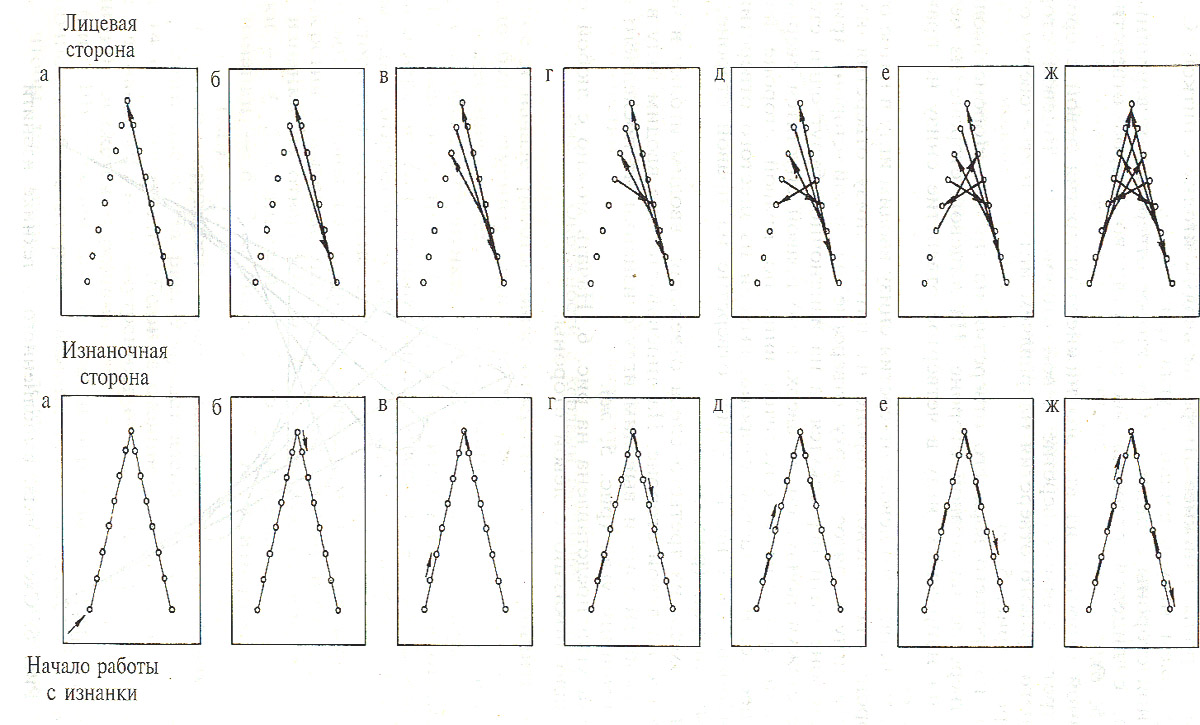 Лицевая
сторона
а б в г д е ж
Изнаночная
сторона
а б в г д е ж
Начало работы
с изнанки